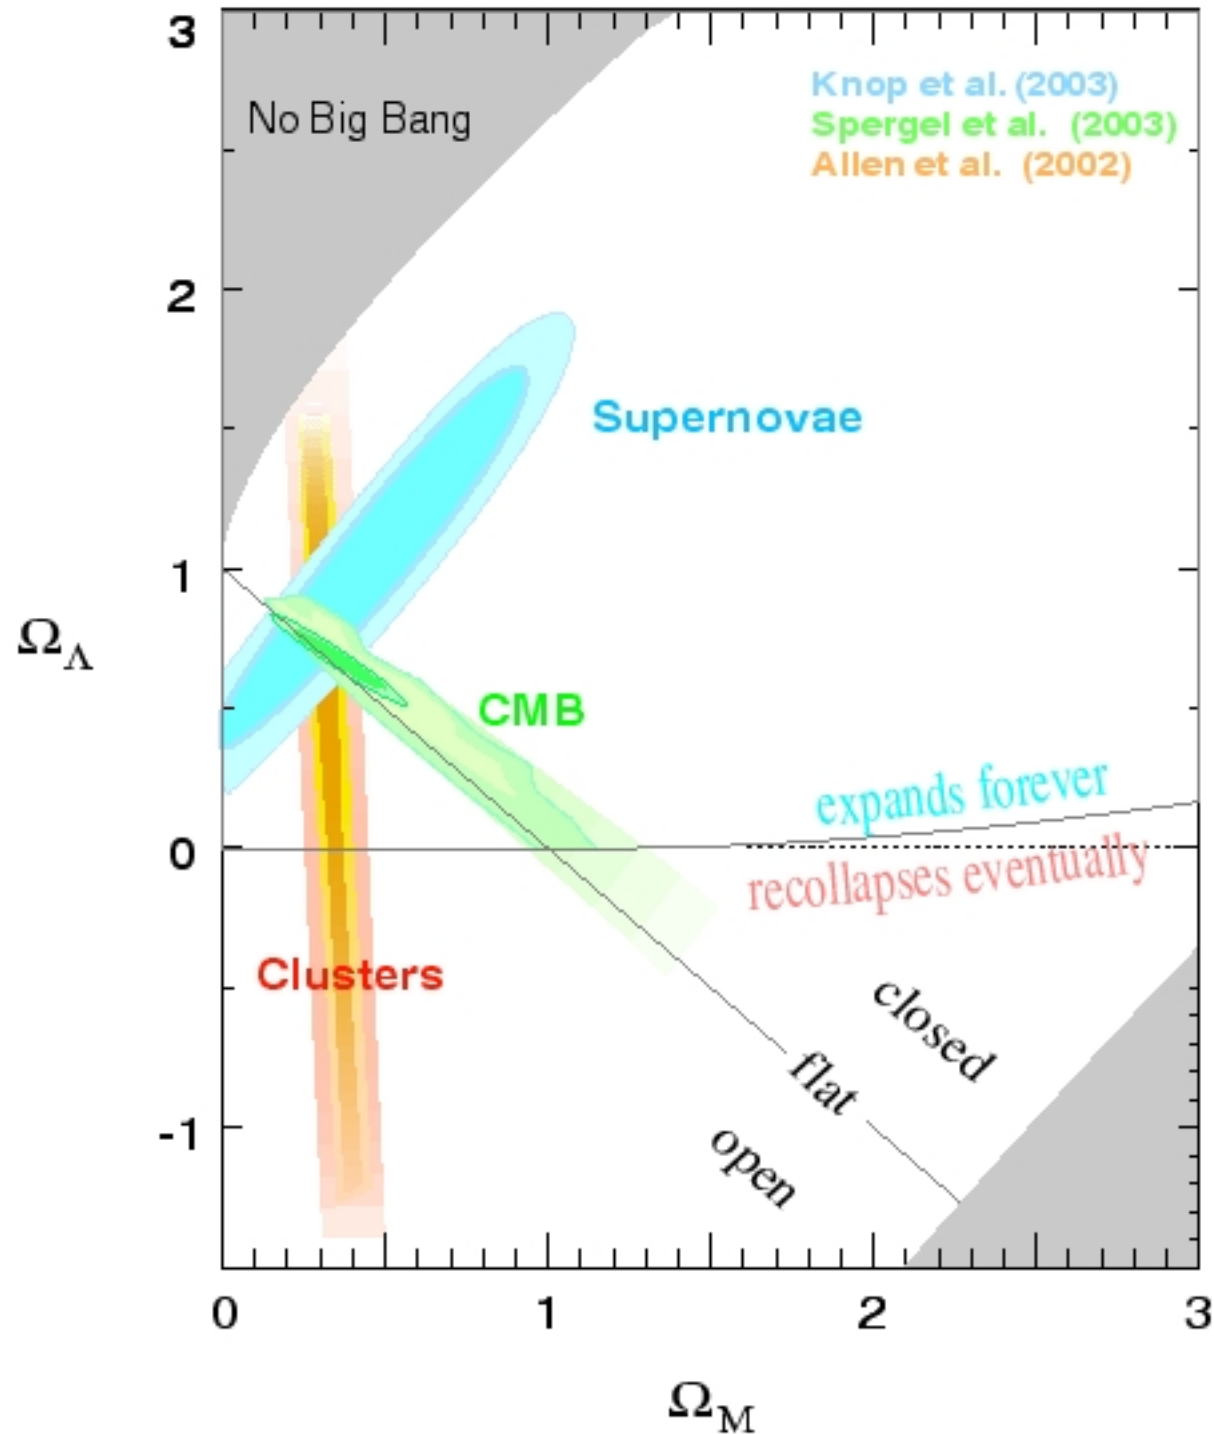 3
No Big Bang
Knop et al. (2003)
Spergel et al. (2003)
Allen et al. (2002)
2
Supernovae
1
Ω_Λ
CMB
expands forever
0
recollapses eventually
Clusters
closed
flat
open
-1
0 1 2 3
Ω_M